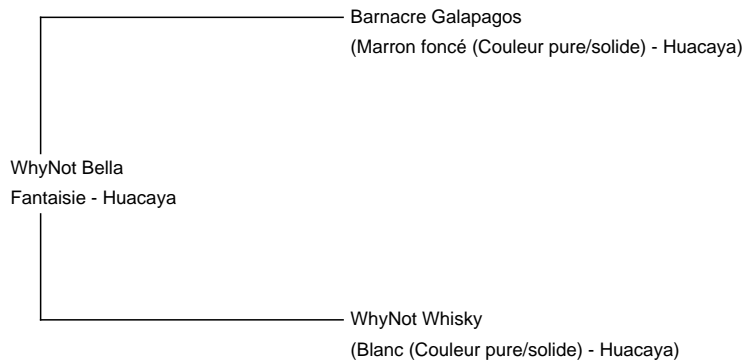 Barnacre Galapagos
(Marron foncé (Couleur pure/solide) - Huacaya)
WhyNot Bella
Fantaisie - Huacaya
WhyNot Whisky
(Blanc (Couleur pure/solide) - Huacaya)